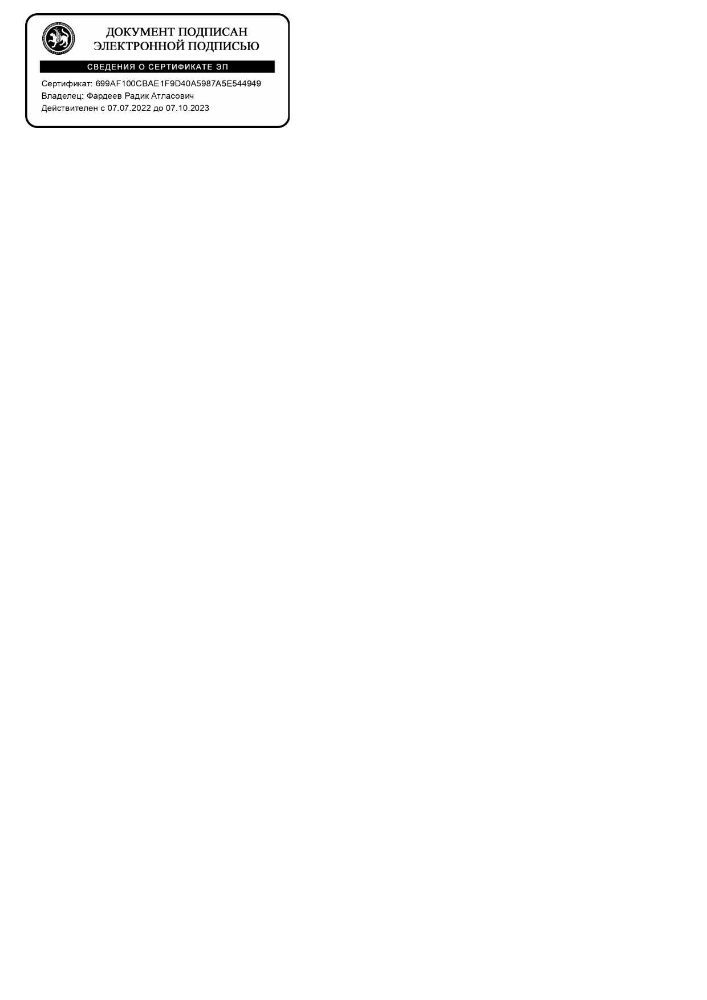 ДОКУМЕНТ ПОДПИСАН
ЭЛЕКТРОННОЙ ПОДПИСЬЮ
СВЕДЕНИЯ О СЕРТИФИКАТЕ ЭП
Сертификат: 699AF100CBAE1F9D40A5987A5E544949
Владелец: Фардеев Радик Атласович
Действителен с 07.07.2022 до 07.10.2023